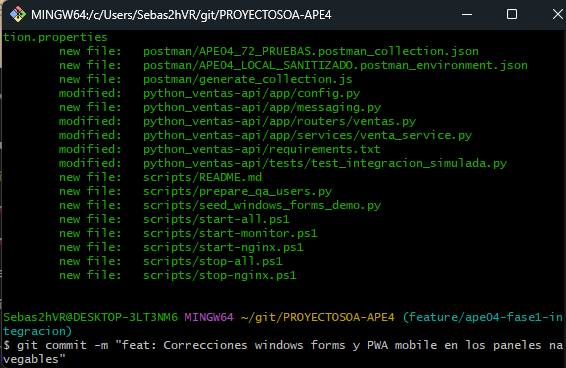 MINGW64:/c/Users/Sebas2hVR/git/PROYECTOSOA-APE4
tion.properties
new file:   postman/APE04_72_PRUEBAS.postman_collection.json
new file:   postman/APE04_LOCAL_SANITIZADO.postman_environment.json
new file:   postman/generate_collection.js
modified:   python_ventas-api/app/config.py
new file:   python_ventas-api/app/messaging.py
modified:   python_ventas-api/app/routers/ventas.py
modified:   python_ventas-api/app/services/venta_service.py
modified:   python_ventas-api/requirements.txt
modified:   python_ventas-api/tests/test_integracion_simulada.py
new file:   scripts/README.md
new file:   scripts/prepare_qa_users.py
new file:   scripts/seed_windows_forms_demo.py
new file:   scripts/start-all.ps1
new file:   scripts/start-monitor.ps1
new file:   scripts/start-nginx.ps1
new file:   scripts/stop-all.ps1
new file:   scripts/stop-nginx.ps1
Sebas2hVR@DESKTOP-3LT3NM6 MINGW64 ~/git/PROYECTOSOA-APE4 (feature/ape04-fase1-in
tegracion)
$ git commit -m "feat: Correcciones windows forms y PWA mobile en los paneles na
vegables"